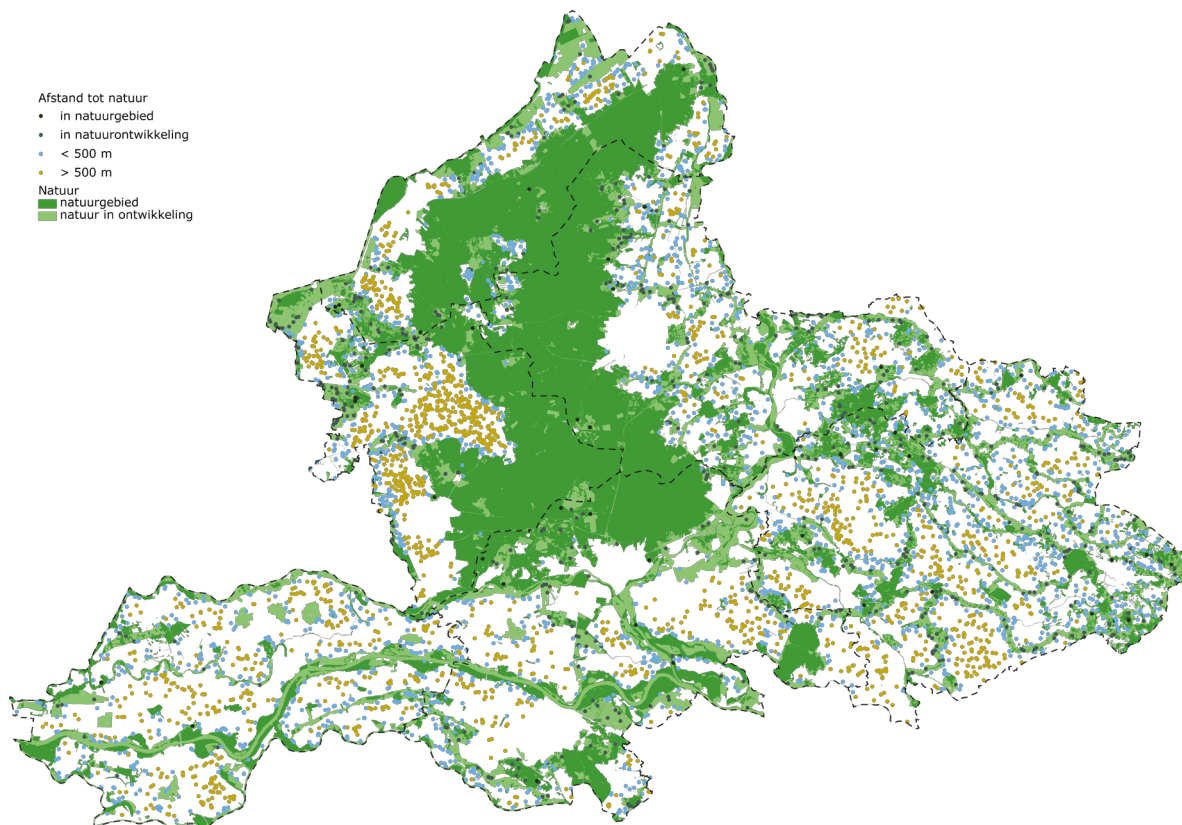 Afstand tot natuur
in natuurgebied
in natuurontwikkeling
< 500 m
> 500 m
Natuur
natuurgebied
natuur in ontwikkeling